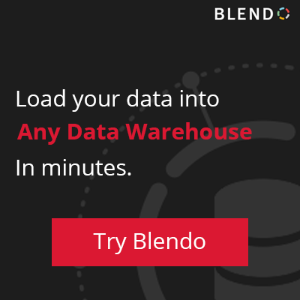 BLENDO
Load your data into
Any Data Warehouse
In minutes.
Try Blendo